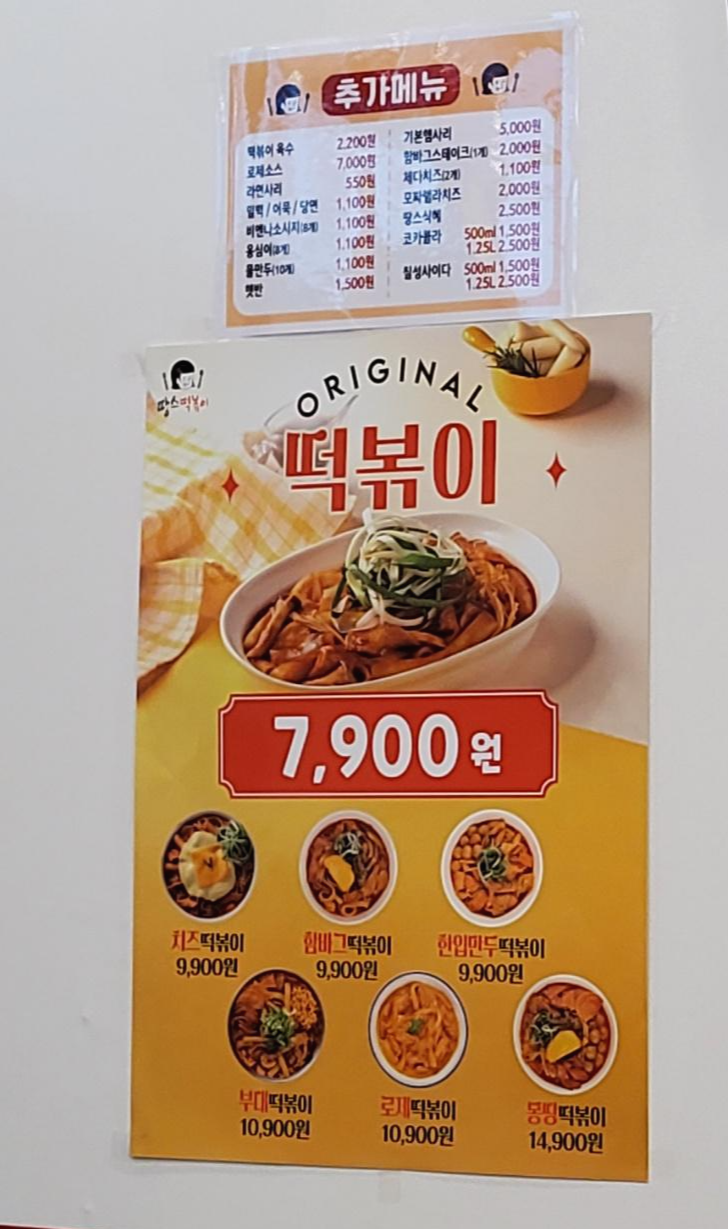 추가메뉴
떡볶이 육수 2,200원
로제소스 7,000원
라면사리 550원
밀떡 / 어묵 / 당면 1,100원
비엔나소시지(8개) 1,100원
옹심이(8개) 1,100원
물만두(10개) 1,100원
햇반 1,500원
기본햄사리 5,000원
함바그스테이크(1개) 2,000원
체다치즈(2개) 1,100원
모짜렐라치즈 2,000원
땅스식혜 2,500원
코카콜라 500ml 1,500원
1.25L 2,500원
칠성사이다 500ml 1,500원
1.25L 2,500원
땅스떡볶이
ORIGINAL
떡볶이
7,900원
치즈떡볶이
9,900원
함바그떡볶이
9,900원
한입만두떡볶이
9,900원
부대떡볶이
10,900원
로제떡볶이
10,900원
몽땅떡볶이
14,900원